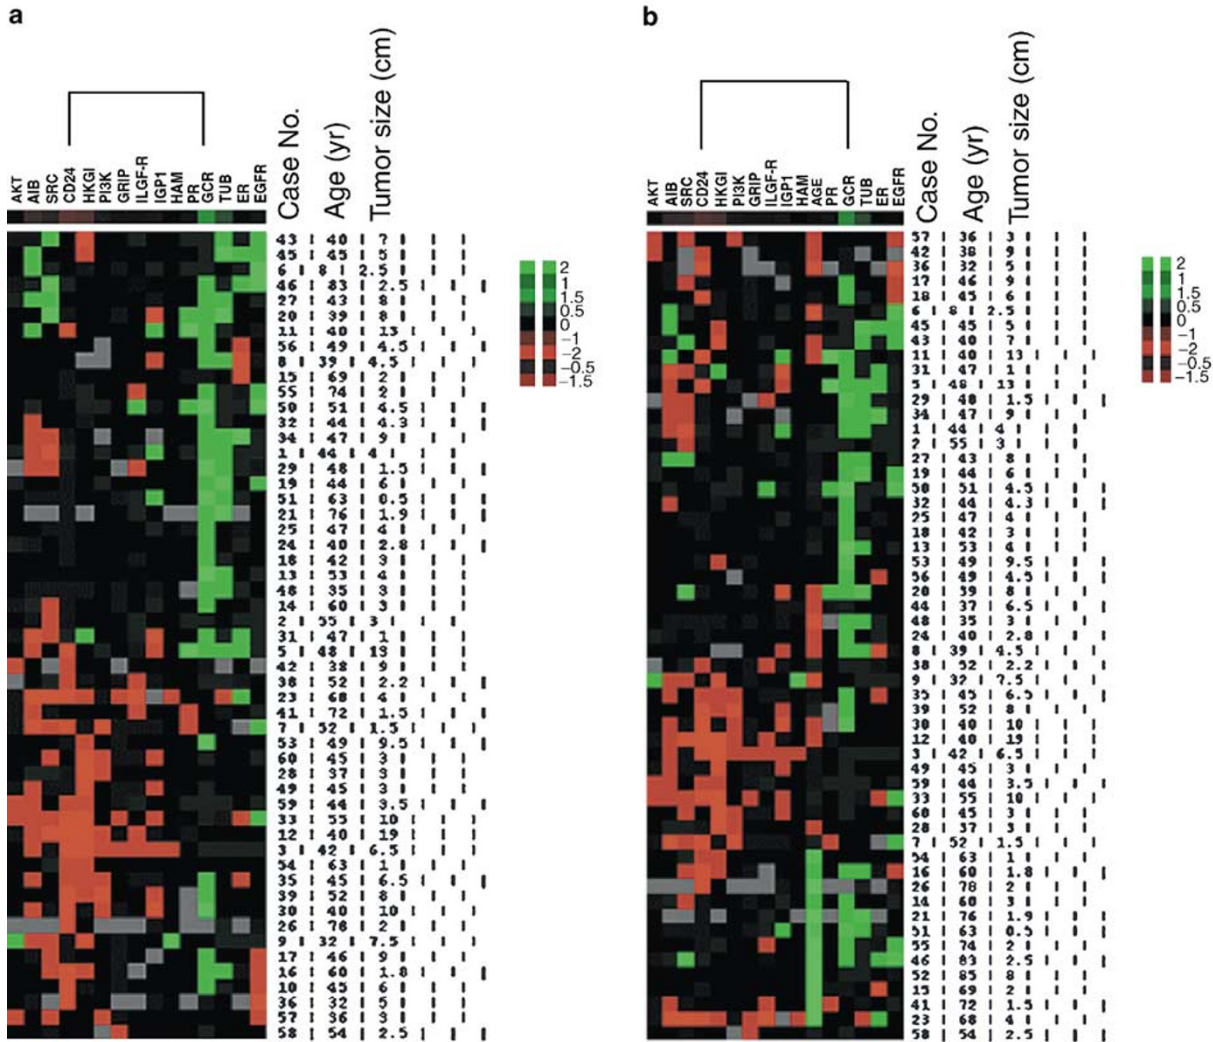 a
AKT AIB SRC CD24 HKGI PI3K GRIP ILGF-R IGP1 HAM PR GCR TUB ER EGFR Case No. Age (yr) Tumor size (cm)
43 | 40 | ?
45 | 45 | 5
6 | 8 | 2.5
46 | 83 | 2.5
27 | 43 | 8
20 | 39 | 8
11 | 40 | 13
56 | 49 | 4.5
8 | 39 | 4.5
15 | 69 | 2
55 | 74 | 2
50 | 51 | 4.5
32 | 44 | 4.3
34 | 47 | 9
1 | 44 | 4
29 | 48 | 1.5
19 | 44 | 6
51 | 63 | 0.5
21 | 76 | 1.9
25 | 47 | 4
24 | 40 | 2.8
18 | 42 | 3
13 | 53 | 4
48 | 35 | 3
14 | 60 | 3
2 | 55 | 3
31 | 47 | 1
5 | 48 | 13
42 | 38 | 9
38 | 52 | 2.2
23 | 68 | 4
41 | 72 | 1.5
7 | 52 | 1.5
53 | 49 | 9.5
60 | 45 | 3
28 | 37 | 3
49 | 45 | 3
59 | 44 | 3.5
33 | 55 | 10
12 | 40 | 19
3 | 42 | 6.5
54 | 63 | 1
35 | 45 | 6.5
39 | 52 | 8
30 | 40 | 10
26 | 78 | 2
9 | 32 | 7.5
17 | 46 | 9
16 | 60 | 1.8
10 | 45 | 6
36 | 32 | 5
57 | 36 | 3
58 | 54 | 2.5
2
1
1.5
0.5
0
−1
−2
−0.5
−1.5
b
AKT AIB SRC CD24 HKGI PI3K GRIP ILGF-R IGP1 HAM AGE PR GCR TUB ER EGFR Case No. Age (yr) Tumor size (cm)
57 | 36 | 3
42 | 38 | 9
36 | 32 | 5
17 | 46 | 9
18 | 45 | 6
6 | 8 | 2.5
45 | 45 | 5
43 | 40 | ?
11 | 40 | 13
31 | 47 | 1
5 | 48 | 13
29 | 48 | 1.5
34 | 47 | 9
1 | 44 | 4
2 | 55 | 3
27 | 43 | 8
19 | 44 | 6
50 | 51 | 4.5
32 | 44 | 4.3
25 | 47 | 4
18 | 42 | 3
13 | 53 | 4
53 | 49 | 9.5
56 | 49 | 4.5
20 | 39 | 8
44 | 37 | 6.5
48 | 35 | 3
24 | 40 | 2.8
8 | 39 | 4.5
38 | 52 | 2.2
9 | 32 | 7.5
35 | 45 | 6.5
39 | 52 | 8
30 | 40 | 10
12 | 40 | 19
3 | 42 | 6.5
49 | 45 | 3
59 | 44 | 3.5
33 | 55 | 10
60 | 45 | 3
28 | 37 | 3
7 | 52 | 1.5
54 | 63 | 1
16 | 60 | 1.8
26 | 78 | 2
14 | 60 | 3
21 | 76 | 1.9
51 | 63 | 0.5
55 | 74 | 2
46 | 83 | 2.5
52 | 85 | 8
15 | 69 | 2
41 | 72 | 1.5
23 | 68 | 4
58 | 54 | 2.5
2
1
1.5
0.5
0
−1
−2
−0.5
−1.5